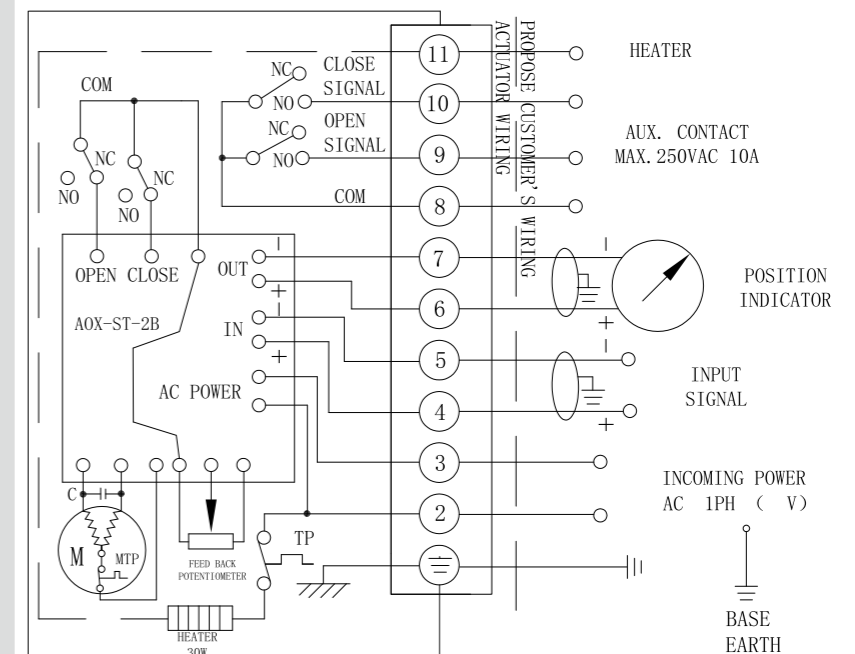 11
HEATER
NC
CLOSE
SIGNAL
NO
10
COM
NC
OPEN
SIGNAL
NO
9
AUX. CONTACT
MAX.250VAC 10A
NC
NO
NC
NO
COM
8
PROPOSE CUSTOMER'S WIRING
ACTUATOR WIRING
OPEN
CLOSE
OUT
−
+
7
−
POSITION
INDICATOR
6
+
AOX-ST-2B
IN
−
+
5
−
INPUT
SIGNAL
AC POWER
4
+
3
INCOMING POWER
AC 1PH ( V)
2
C
M
MTP
FEED BACK
POTENTIOMETER
TP
HEATER
30W
BASE
EARTH